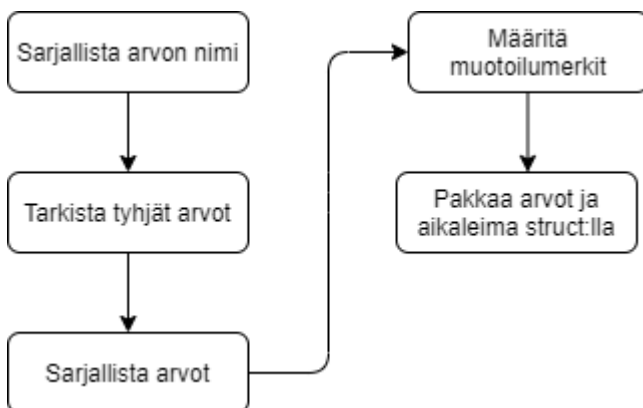 Sarjallista arvon nimi
Tarkista tyhjät arvot
Sarjallista arvot
Määritä
muotoilumerkit
Pakkaa arvot ja
aikaleima struct:lla